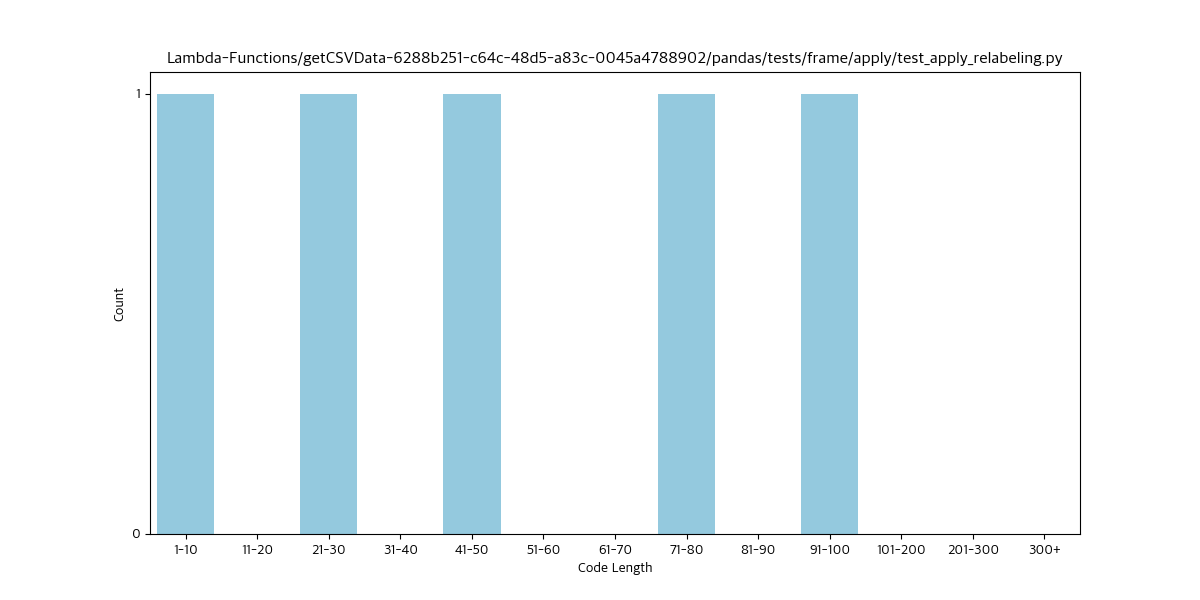 Lambda-Functions/getCSVData-6288b251-c64c-48d5-a83c-0045a4788902/pandas/tests/frame/apply/test_apply_relabeling.py
1
Count
0
1-10 11-20 21-30 31-40 41-50 51-60 61-70 71-80 81-90 91-100 101-200 201-300 300+
Code Length